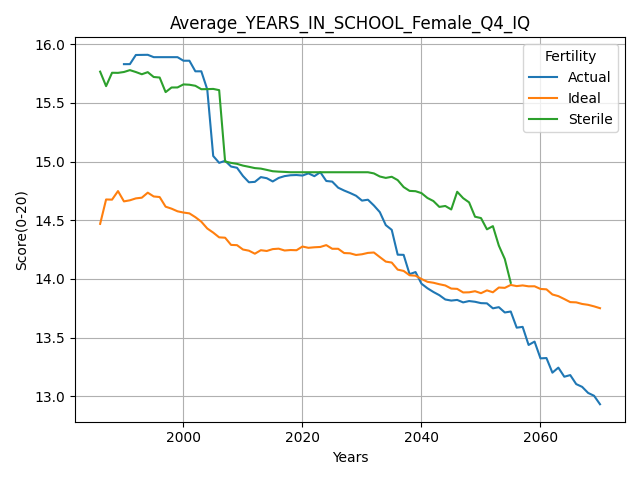 Average_YEARS_IN_SCHOOL_Female_Q4_IQ
Fertility
Actual
Ideal
Sterile
Score(0-20)
16.0
15.5
15.0
14.5
14.0
13.5
13.0
2000 2020 2040 2060
Years